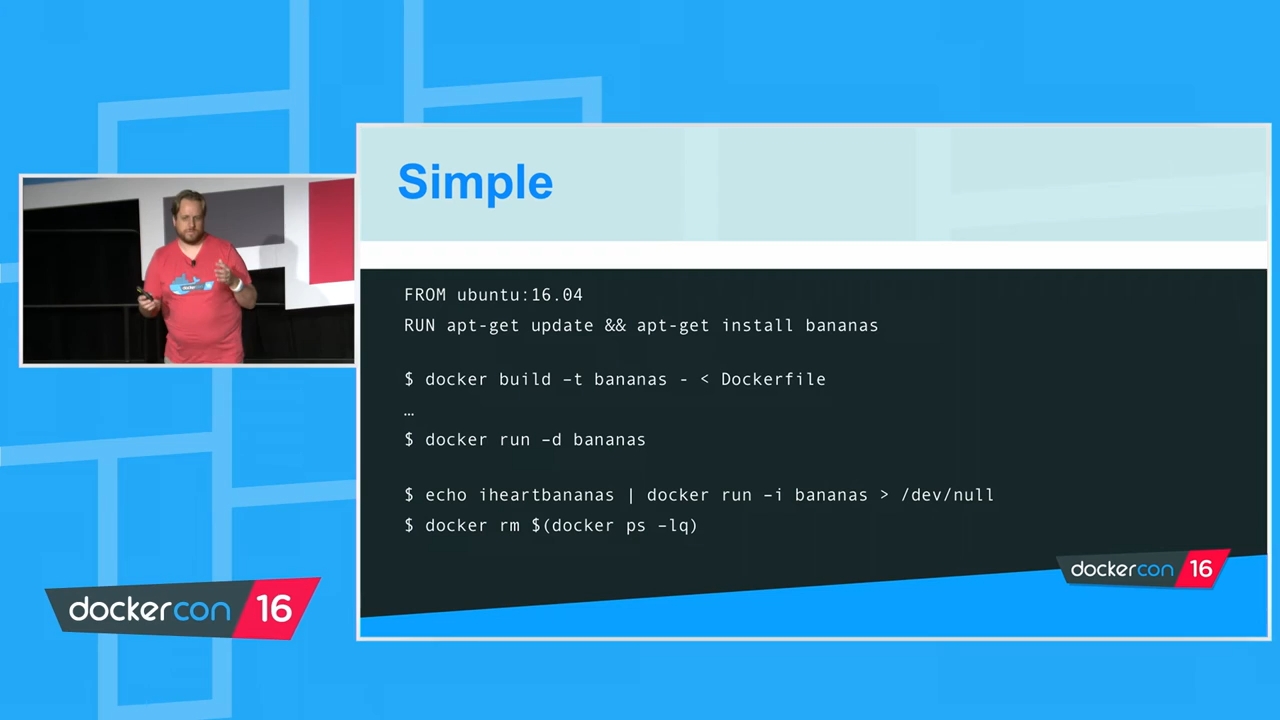 Simple
FROM ubuntu:16.04
RUN apt-get update && apt-get install bananas
$ docker build –t bananas - < Dockerfile
…
$ docker run –d bananas
$ echo iheartbananas | docker run –i bananas > /dev/null
$ docker rm $(docker ps –lq)
dockercon 16
dockercon 16